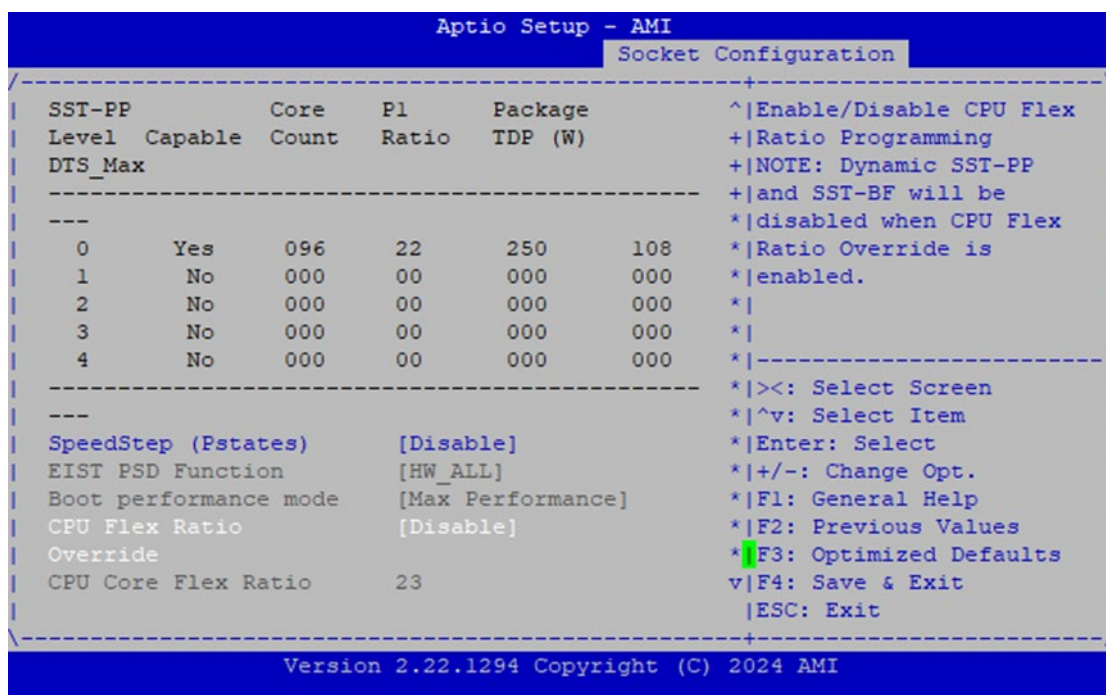 Aptio Setup - AMI
Socket Configuration
SST-PP Core P1 Package
Level Capable Count Ratio TDP (W)
DTS_Max
0 Yes 096 22 250 108
1 No 000 00 000 000
2 No 000 00 000 000
3 No 000 00 000 000
4 No 000 00 000 000
SpeedStep (Pstates) [Disable]
EIST PSD Function [HW_ALL]
Boot performance mode [Max Performance]
CPU Flex Ratio [Disable]
Override
CPU Core Flex Ratio 23
Enable/Disable CPU Flex
Ratio Programming
NOTE: Dynamic SST-PP
and SST-BF will be
disabled when CPU Flex
Ratio Override is
enabled.
><: Select Screen
^v: Select Item
Enter: Select
+/-: Change Opt.
F1: General Help
F2: Previous Values
F3: Optimized Defaults
F4: Save & Exit
ESC: Exit
Version 2.22.1294 Copyright (C) 2024 AMI